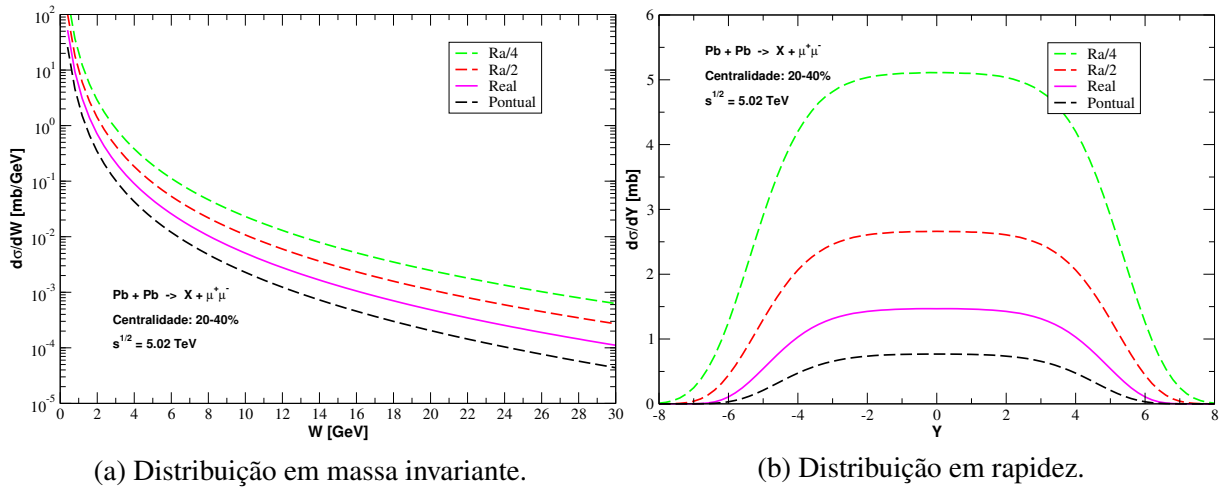 10²
10¹
10⁰
10⁻¹
10⁻²
10⁻³
10⁻⁴
10⁻⁵
dσ/dW [mb/GeV]
Ra/4
Ra/2
Real
Pontual
Pb + Pb -> X + μ⁺μ⁻
Centralidade: 20-40%
s^1/2 = 5.02 TeV
0 2 4 6 8 10 12 14 16 18 20 22 24 26 28 30
W [GeV]
(a) Distribuição em massa invariante.
6
5
4
3
2
1
0
dσ/dY [mb]
Pb + Pb -> X + μ⁺μ⁻
Centralidade: 20-40%
s^1/2 = 5.02 TeV
Ra/4
Ra/2
Real
Pontual
-8 -6 -4 -2 0 2 4 6 8
Y
(b) Distribuição em rapidez.